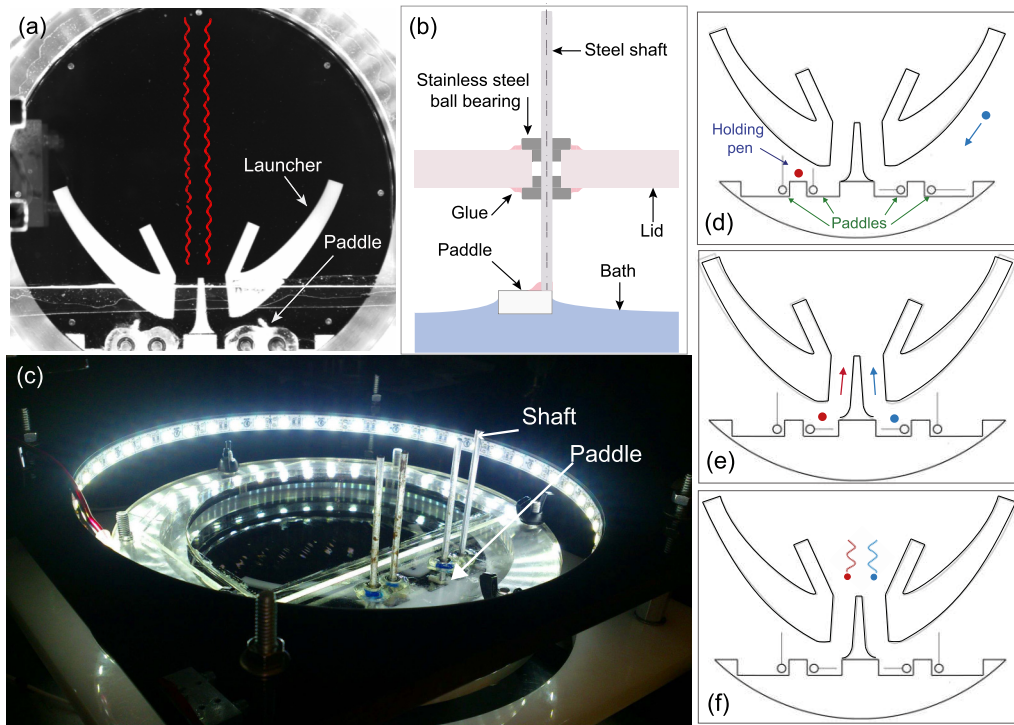 (a)
Launcher
Paddle
(b)
Steel shaft
Stainless steel
ball bearing
Glue
Lid
Paddle
Bath
(c)
Shaft
Paddle
Holding
pen
Paddles
(d)
(e)
(f)